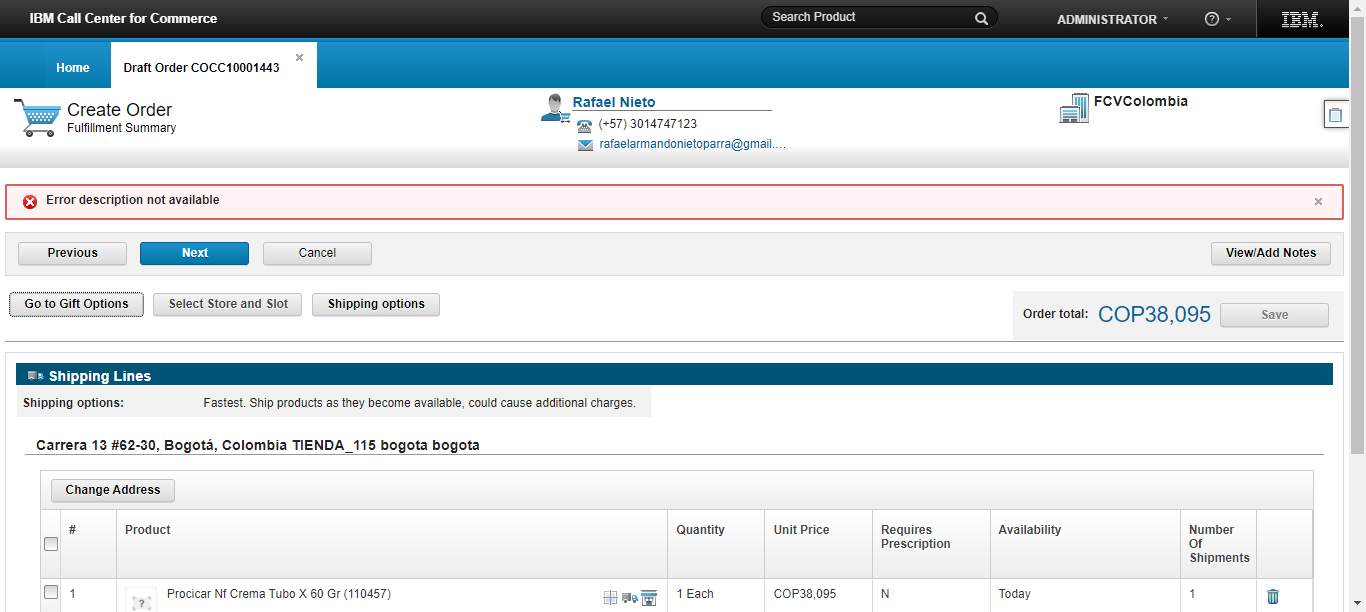 IBM Call Center for Commerce
Search Product
ADMINISTRATOR
?
IBM.
Home
Draft Order COCC10001443
Create Order
Fulfillment Summary
Rafael Nieto
(+57) 3014747123
rafaelarmandonietoparra@gmail....
FCVColombia
Error description not available
Previous
Next
Cancel
View/Add Notes
Go to Gift Options
Select Store and Slot
Shipping options
Order total: COP38,095
Save
Shipping Lines
Shipping options: Fastest. Ship products as they become available, could cause additional charges.
Carrera 13 #62-30, Bogotá, Colombia TIENDA_115 bogota bogota
Change Address
# Product Quantity Unit Price Requires Prescription Availability Number Of Shipments
1 ? Procicar Nf Crema Tubo X 60 Gr (110457) 1 Each COP38,095 N Today 1